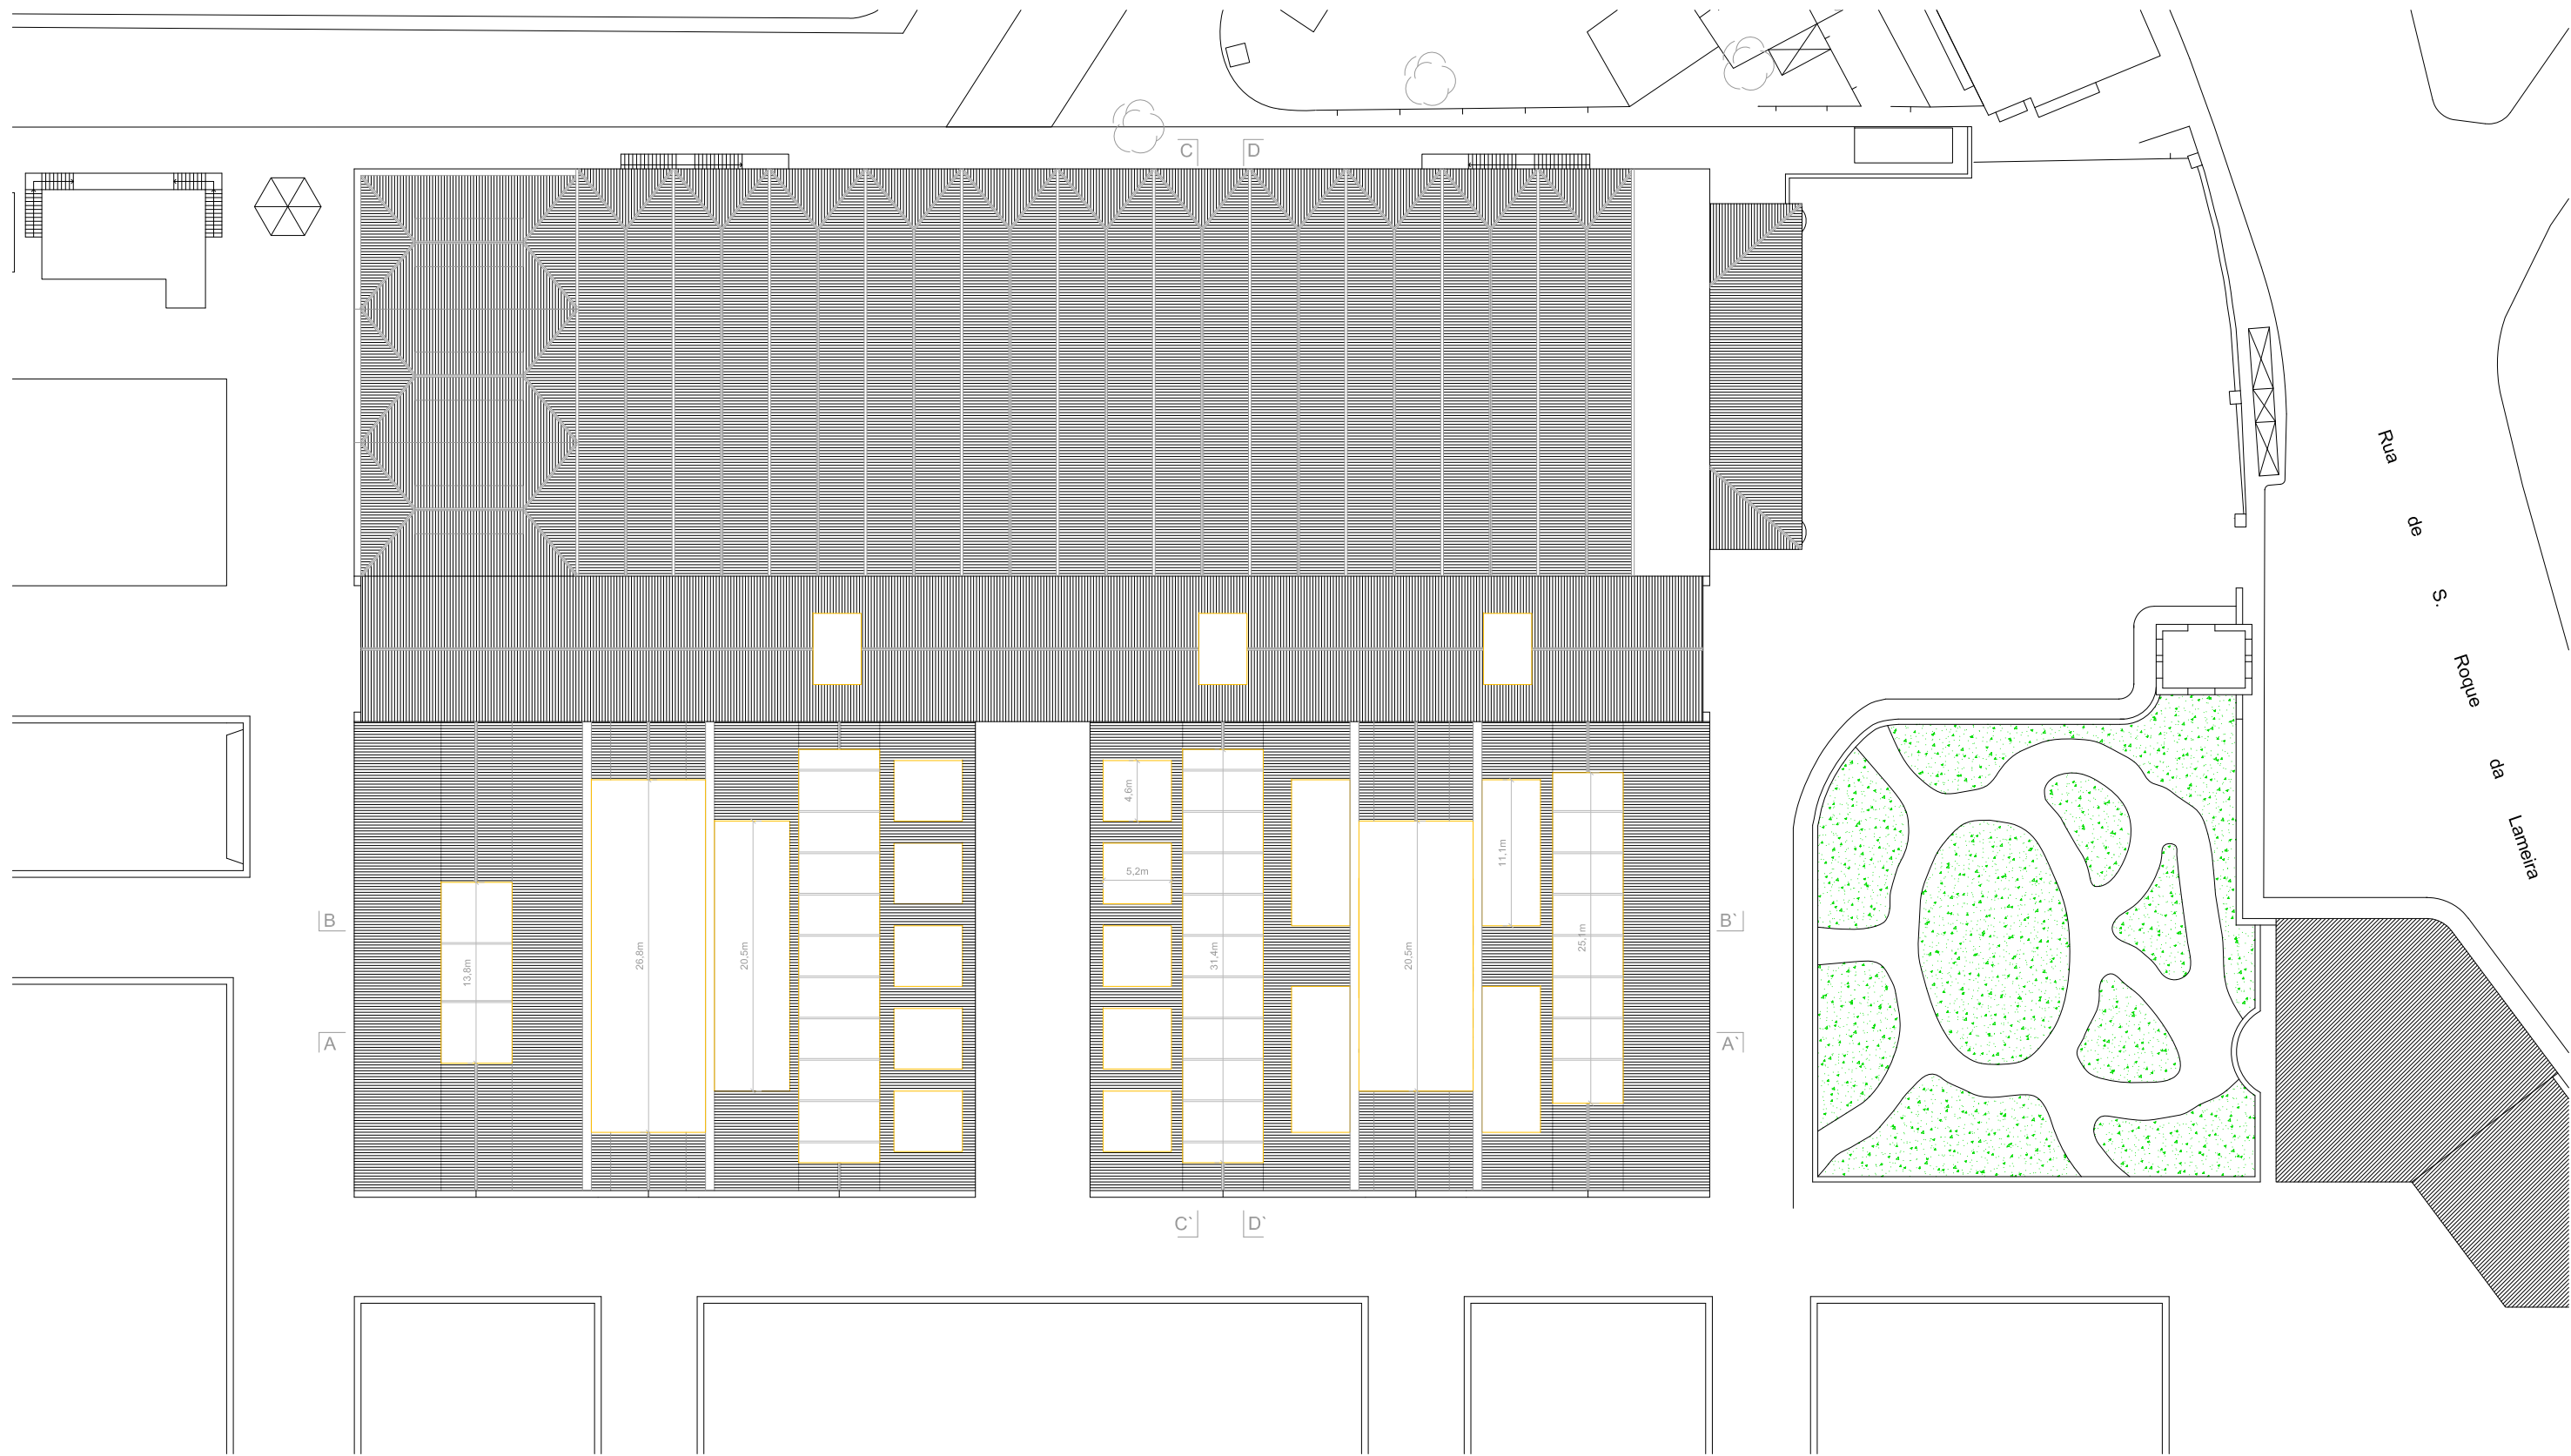 C D
Rua de S. Roque da Lameira
4,6m
11,1m
5,2m
B
B`
13,8m
26,8m
20,5m
31,4m
20,5m
25,1m
A
A`
C` D`